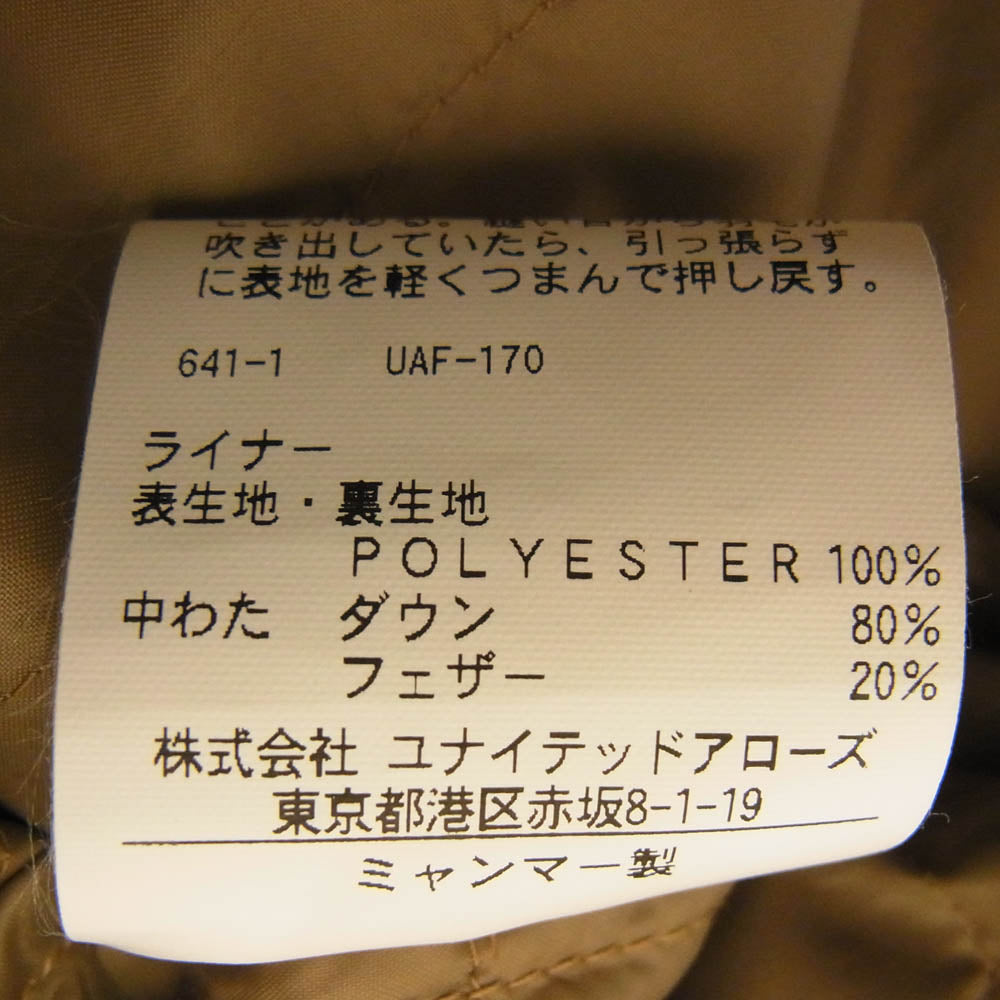 吹き出していたら、引っ張らず
に表地を軽くつまんで押し戻す。
641-1 UAF-170
ライナー
表生地・裏生地
POLYESTER 100%
中わた ダウン 80%
フェザー 20%
株式会社 ユナイテッドアローズ
東京都港区赤坂8-1-19
ミャンマー製